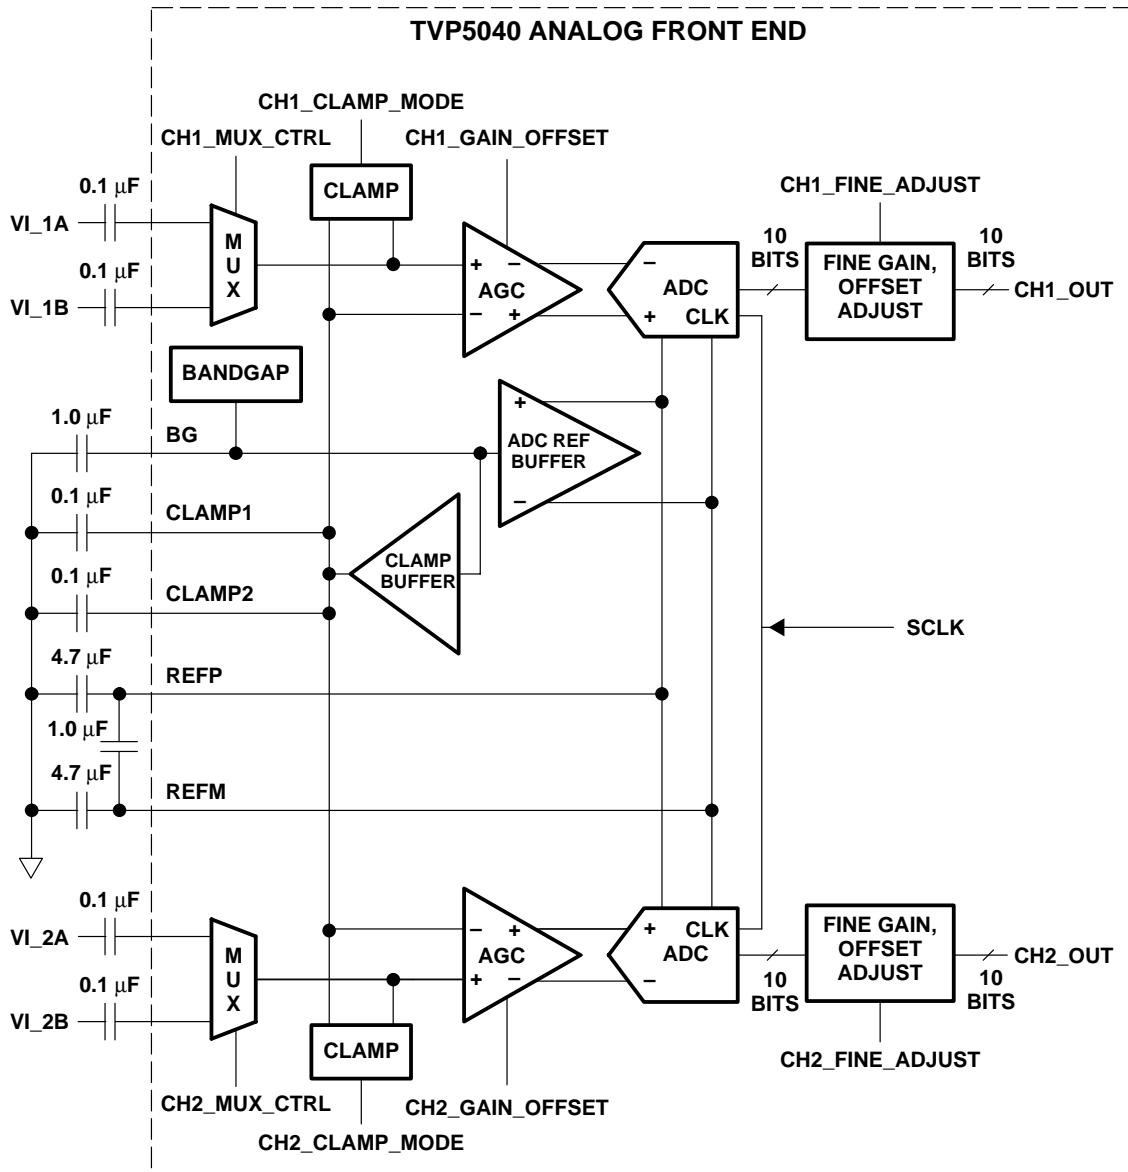 TVP5040 ANALOG FRONT END
CH1_CLAMP_MODE
CH1_MUX_CTRL
CH1_GAIN_OFFSET
CH1_FINE_ADJUST
0.1 μF
VI_1A
0.1 μF
VI_1B
MUX
CLAMP
+
−
−
+
AGC
−
+
ADC
CLK
10
BITS
FINE GAIN,
OFFSET
ADJUST
10
BITS
CH1_OUT
BANDGAP
1.0 μF
BG
+
ADC REF
BUFFER
−
0.1 μF
CLAMP1
CLAMP
BUFFER
0.1 μF
CLAMP2
SCLK
4.7 μF
REFP
1.0 μF
4.7 μF
REFM
0.1 μF
VI_2A
0.1 μF
VI_2B
MUX
−
+
+
−
AGC
+
−
CLK
ADC
10
BITS
FINE GAIN,
OFFSET
ADJUST
10
BITS
CH2_OUT
CLAMP
CH2_FINE_ADJUST
CH2_MUX_CTRL
CH2_GAIN_OFFSET
CH2_CLAMP_MODE